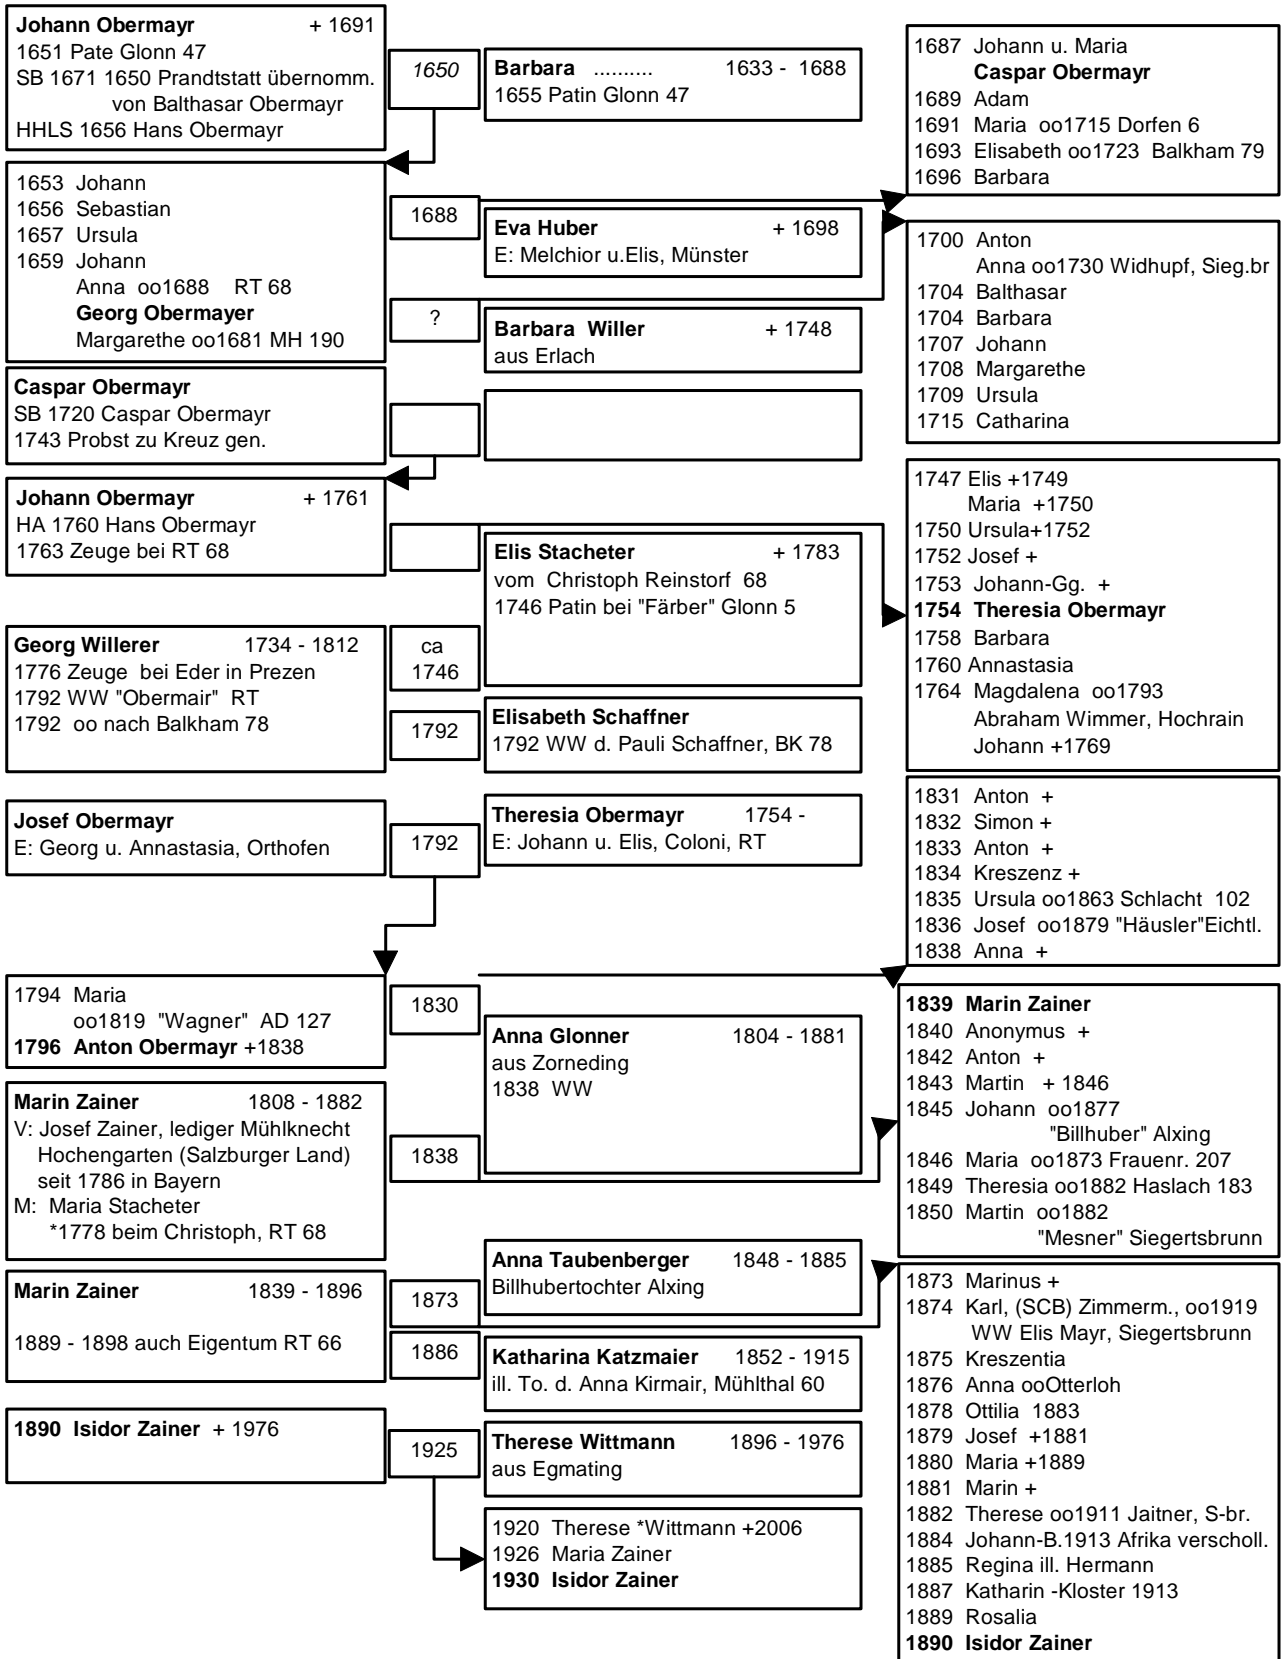 Johann Obermayr + 1691
1651 Pate Glonn 47
SB 1671 1650 Prandtstatt übernomm.
von Balthasar Obermayr
HHLS 1656 Hans Obermayr
1650
Barbara .......... 1633 - 1688
1655 Patin Glonn 47
1687 Johann u. Maria
Caspar Obermayr
1689 Adam
1691 Maria oo1715 Dorfen 6
1693 Elisabeth oo1723 Balkham 79
1696 Barbara
1653 Johann
1656 Sebastian
1657 Ursula
1659 Johann
Anna oo1688 RT 68
Georg Obermayer
Margarethe oo1681 MH 190
1688
Eva Huber + 1698
E: Melchior u.Elis, Münster
?
Barbara Willer + 1748
aus Erlach
1700 Anton
Anna oo1730 Widhupf, Sieg.br
1704 Balthasar
1704 Barbara
1707 Johann
1708 Margarethe
1709 Ursula
1715 Catharina
Caspar Obermayr
SB 1720 Caspar Obermayr
1743 Probst zu Kreuz gen.
Johann Obermayr + 1761
HA 1760 Hans Obermayr
1763 Zeuge bei RT 68
Elis Stacheter + 1783
vom Christoph Reinstorf 68
1746 Patin bei "Färber" Glonn 5
1747 Elis +1749
Maria +1750
1750 Ursula+1752
1752 Josef +
1753 Johann-Gg. +
1754 Theresia Obermayr
1758 Barbara
1760 Annastasia
1764 Magdalena oo1793
Abraham Wimmer, Hochrain
Johann +1769
Georg Willerer 1734 - 1812
1776 Zeuge bei Eder in Prezen
1792 WW "Obermair" RT
1792 oo nach Balkham 78
ca
1746
1792
Elisabeth Schaffner
1792 WW d. Pauli Schaffner, BK 78
Josef Obermayr
E: Georg u. Annastasia, Orthofen
1792
Theresia Obermayr 1754 -
E: Johann u. Elis, Coloni, RT
1831 Anton +
1832 Simon +
1833 Anton +
1834 Kreszenz +
1835 Ursula oo1863 Schlacht 102
1836 Josef oo1879 "Häusler"Eichtl.
1838 Anna +
1794 Maria
oo1819 "Wagner" AD 127
1796 Anton Obermayr +1838
1830
Anna Glonner 1804 - 1881
aus Zorneding
1838 WW
1839 Marin Zainer
1840 Anonymus +
1842 Anton +
1843 Martin + 1846
1845 Johann oo1877
"Billhuber" Alxing
1846 Maria oo1873 Frauenr. 207
1849 Theresia oo1882 Haslach 183
1850 Martin oo1882
"Mesner" Siegertsbrunn
Marin Zainer 1808 - 1882
V: Josef Zainer, lediger Mühlknecht
Hochengarten (Salzburger Land)
seit 1786 in Bayern
M: Maria Stacheter
*1778 beim Christoph, RT 68
1838
Marin Zainer 1839 - 1896
1889 - 1898 auch Eigentum RT 66
1873
Anna Taubenberger 1848 - 1885
Billhubertochter Alxing
1886
Katharina Katzmaier 1852 - 1915
ill. To. d. Anna Kirmair, Mühlthal 60
1873 Marinus +
1874 Karl, (SCB) Zimmerm., oo1919
WW Elis Mayr, Siegertsbrunn
1875 Kreszentia
1876 Anna ooOtterloh
1878 Ottilia 1883
1879 Josef +1881
1880 Maria +1889
1881 Marin +
1882 Therese oo1911 Jaitner, S-br.
1884 Johann-B.1913 Afrika verscholl.
1885 Regina ill. Hermann
1887 Katharin -Kloster 1913
1889 Rosalia
1890 Isidor Zainer
1890 Isidor Zainer + 1976
1925
Therese Wittmann 1896 - 1976
aus Egmating
1920 Therese *Wittmann +2006
1926 Maria Zainer
1930 Isidor Zainer